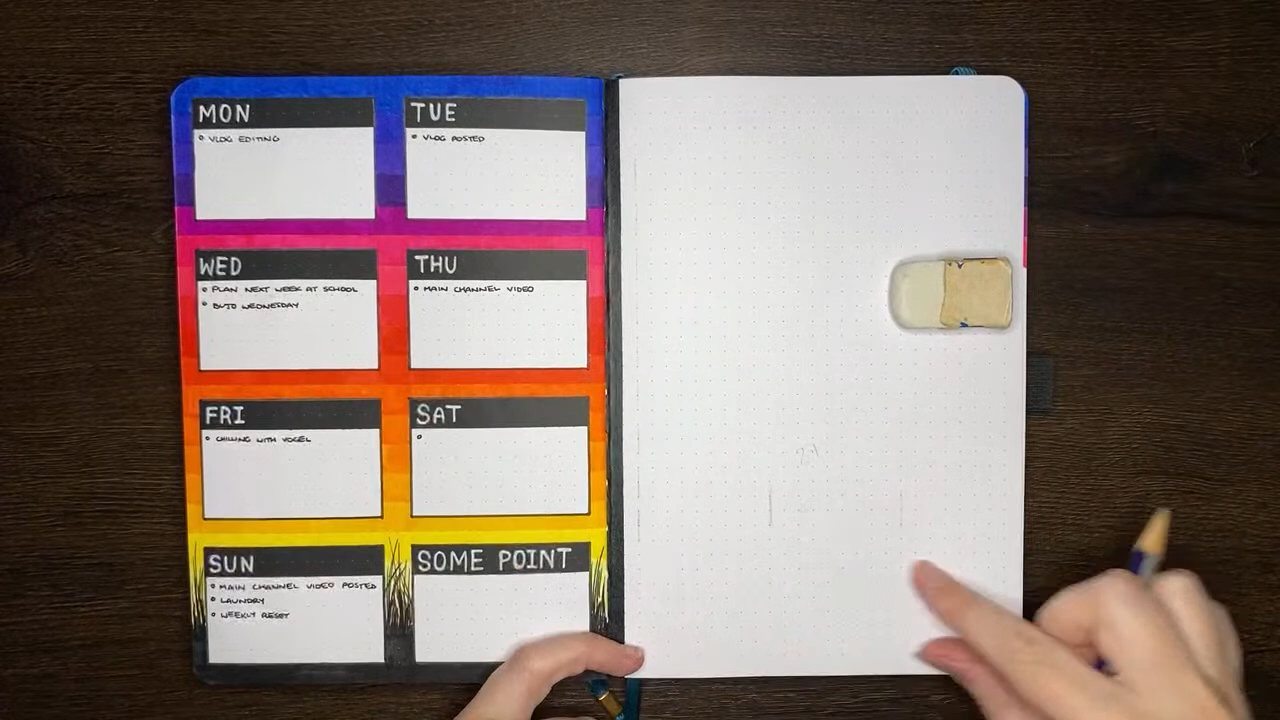 MON
VLOG EDITING
TUE
VLOG POSTED
WED
PLAN NEXT WEEK AT SCHOOL
BUJO WEDNESDAY
THU
MAIN CHANNEL VIDEO
FRI
CHILLING WITH VOGEL
SAT
SUN
MAIN CHANNEL VIDEO POSTED
LAUNDRY
WEEKLY RESET
SOME POINT